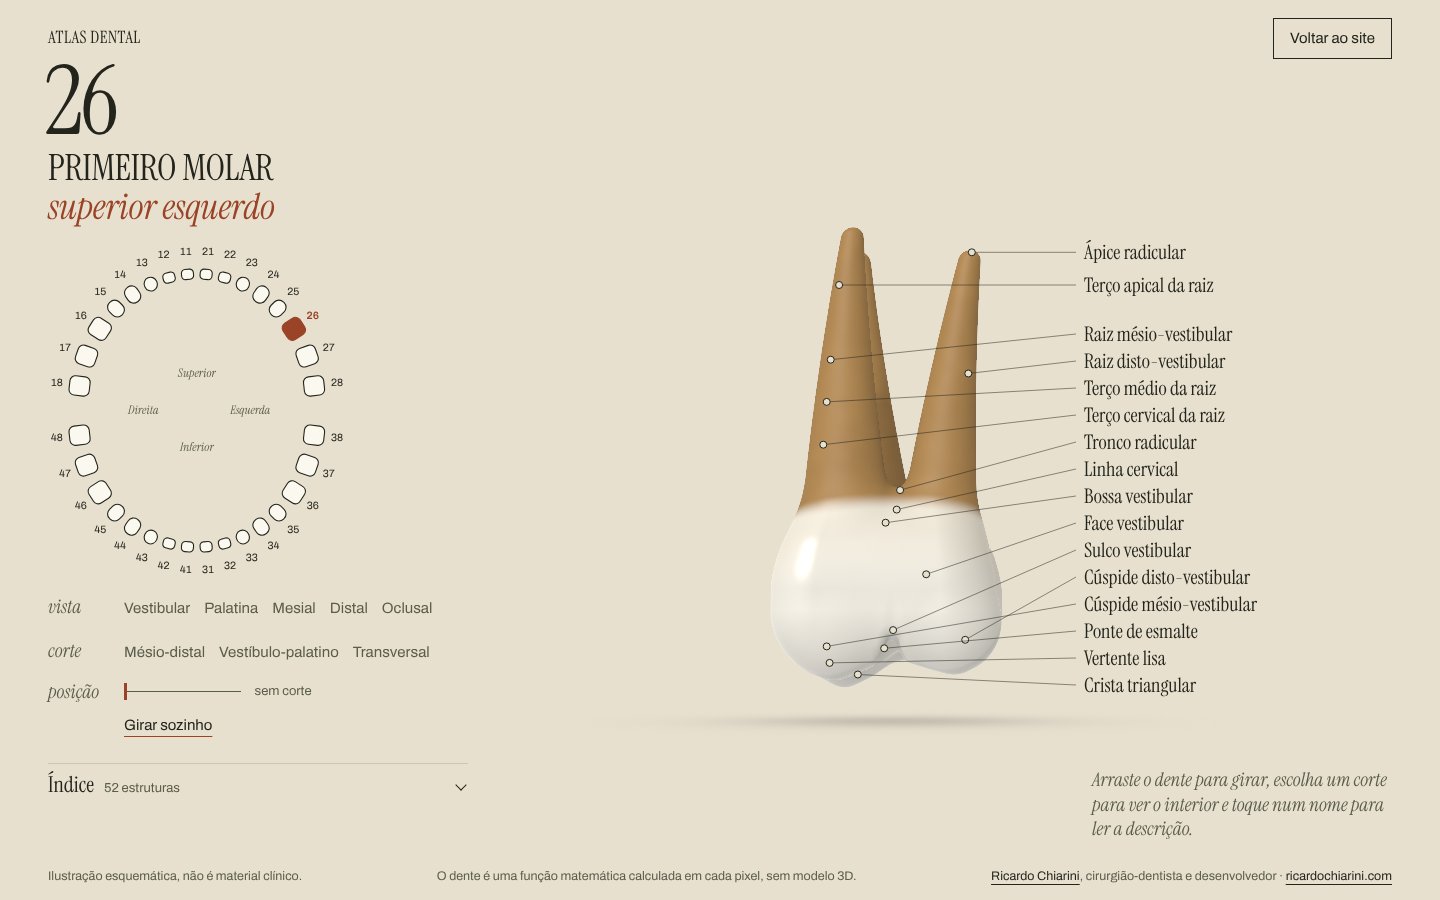 ATLAS DENTAL
Voltar ao site
26
PRIMEIRO MOLAR
superior esquerdo
12 11 21 22
13 23
14 24
15 25
16 26
17 27
18 28
Superior
Direita Esquerda
Inferior
48 38
47 37
46 36
45 35
44 34
43 33
42 41 31 32
vista Vestibular Palatina Mesial Distal Oclusal
corte Mésio-distal Vestíbulo-palatino Transversal
posição sem corte
Girar sozinho
Índice 52 estruturas
Ápice radicular
Terço apical da raiz
Raiz mésio-vestibular
Raiz disto-vestibular
Terço médio da raiz
Terço cervical da raiz
Tronco radicular
Linha cervical
Bossa vestibular
Face vestibular
Sulco vestibular
Cúspide disto-vestibular
Cúspide mésio-vestibular
Ponte de esmalte
Vertente lisa
Crista triangular
Arraste o dente para girar, escolha um corte
para ver o interior e toque num nome para
ler a descrição.
Ilustração esquemática, não é material clínico.
O dente é uma função matemática calculada em cada pixel, sem modelo 3D.
Ricardo Chiarini, cirurgião-dentista e desenvolvedor · ricardochiarini.com